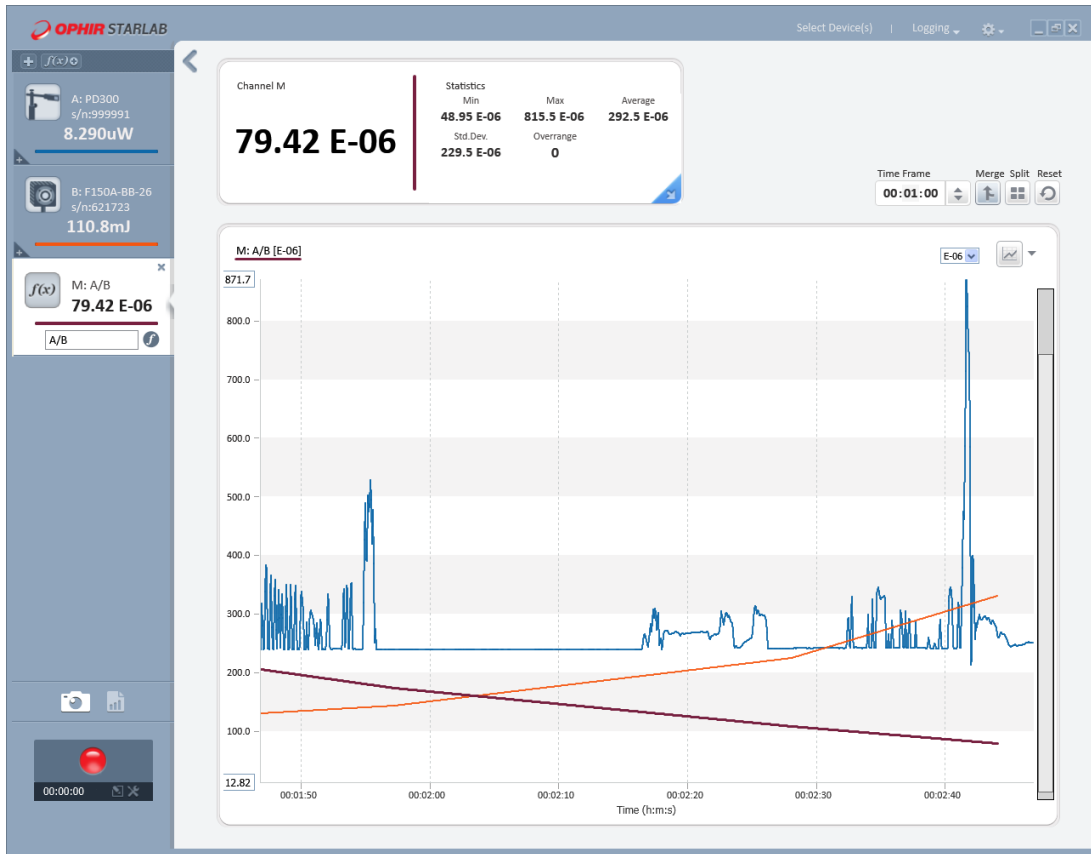 OPHIR STARLAB
Select Device(s) | Logging
f(x)
A: PD300
s/n:999991
8.290uW
B: F150A-BB-26
s/n:621723
110.8mJ
f(x)
M: A/B
79.42 E-06
A/B
f
00:00:00
Channel M
79.42 E-06
Statistics
Min Max Average
48.95 E-06 815.5 E-06 292.5 E-06
Std.Dev. Overrange
229.5 E-06 0
Time Frame Merge Split Reset
00:01:00
M: A/B [E-06]
E-06
871.7
800.0
700.0
600.0
500.0
400.0
300.0
200.0
100.0
12.82
00:01:50 00:02:00 00:02:10 00:02:20 00:02:30 00:02:40
Time (h:m:s)